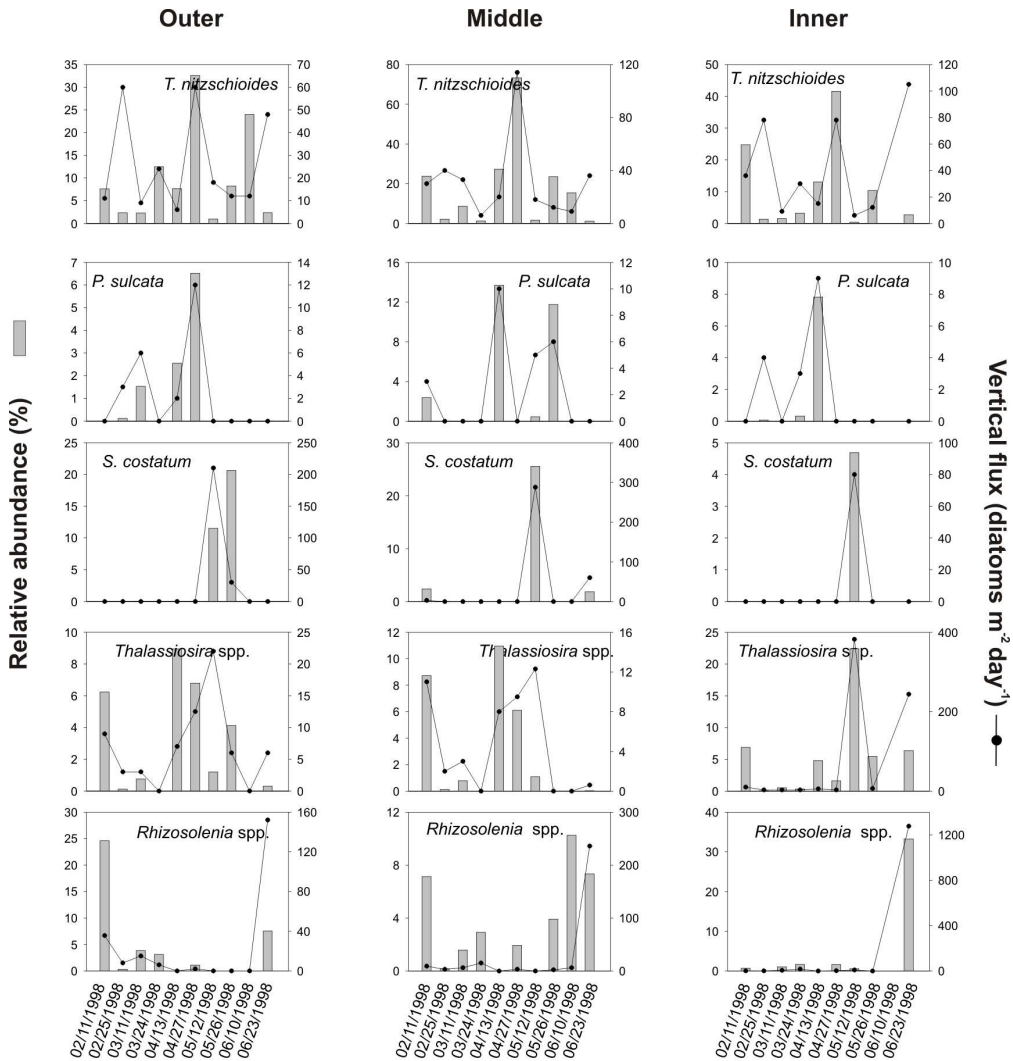 Outer Middle Inner
Relative abundance (%)
Vertical flux (diatoms m⁻² day⁻¹)
T. nitzschioides
35 30 25 20 15 10 5 0
70 60 50 40 30 20 10 0
T. nitzschioides
80 60 40 20 0
120 80 40 0
T. nitzschioides
50 40 30 20 10 0
120 100 80 60 40 20 0
P. sulcata
7 6 5 4 3 2 1 0
14 12 10 8 6 4 2 0
P. sulcata
16 12 8 4 0
12 10 8 6 4 2 0
P. sulcata
10 8 6 4 2 0
10 8 6 4 2 0
S. costatum
25 20 15 10 5 0
250 200 150 100 50 0
S. costatum
30 20 10 0
400 300 200 100 0
S. costatum
5 4 3 2 1 0
100 80 60 40 20 0
Thalassiosira spp.
10 8 6 4 2 0
25 20 15 10 5 0
Thalassiosira spp.
12 10 8 6 4 2 0
16 12 8 4 0
Thalassiosira spp.
25 20 15 10 5 0
400 200 0
Rhizosolenia spp.
30 25 20 15 10 5 0
160 120 80 40 0
Rhizosolenia spp.
12 8 4 0
300 200 100 0
Rhizosolenia spp.
40 30 20 10 0
1200 800 400 0
02/11/1998 02/25/1998 03/11/1998 03/24/1998 04/13/1998 04/27/1998 05/12/1998 05/26/1998 06/10/1998 06/23/1998
02/11/1998 02/25/1998 03/11/1998 03/24/1998 04/13/1998 04/27/1998 05/12/1998 05/26/1998 06/10/1998 06/23/1998
02/11/1998 02/25/1998 03/11/1998 03/24/1998 04/13/1998 04/27/1998 05/12/1998 05/26/1998 06/10/1998 06/23/1998